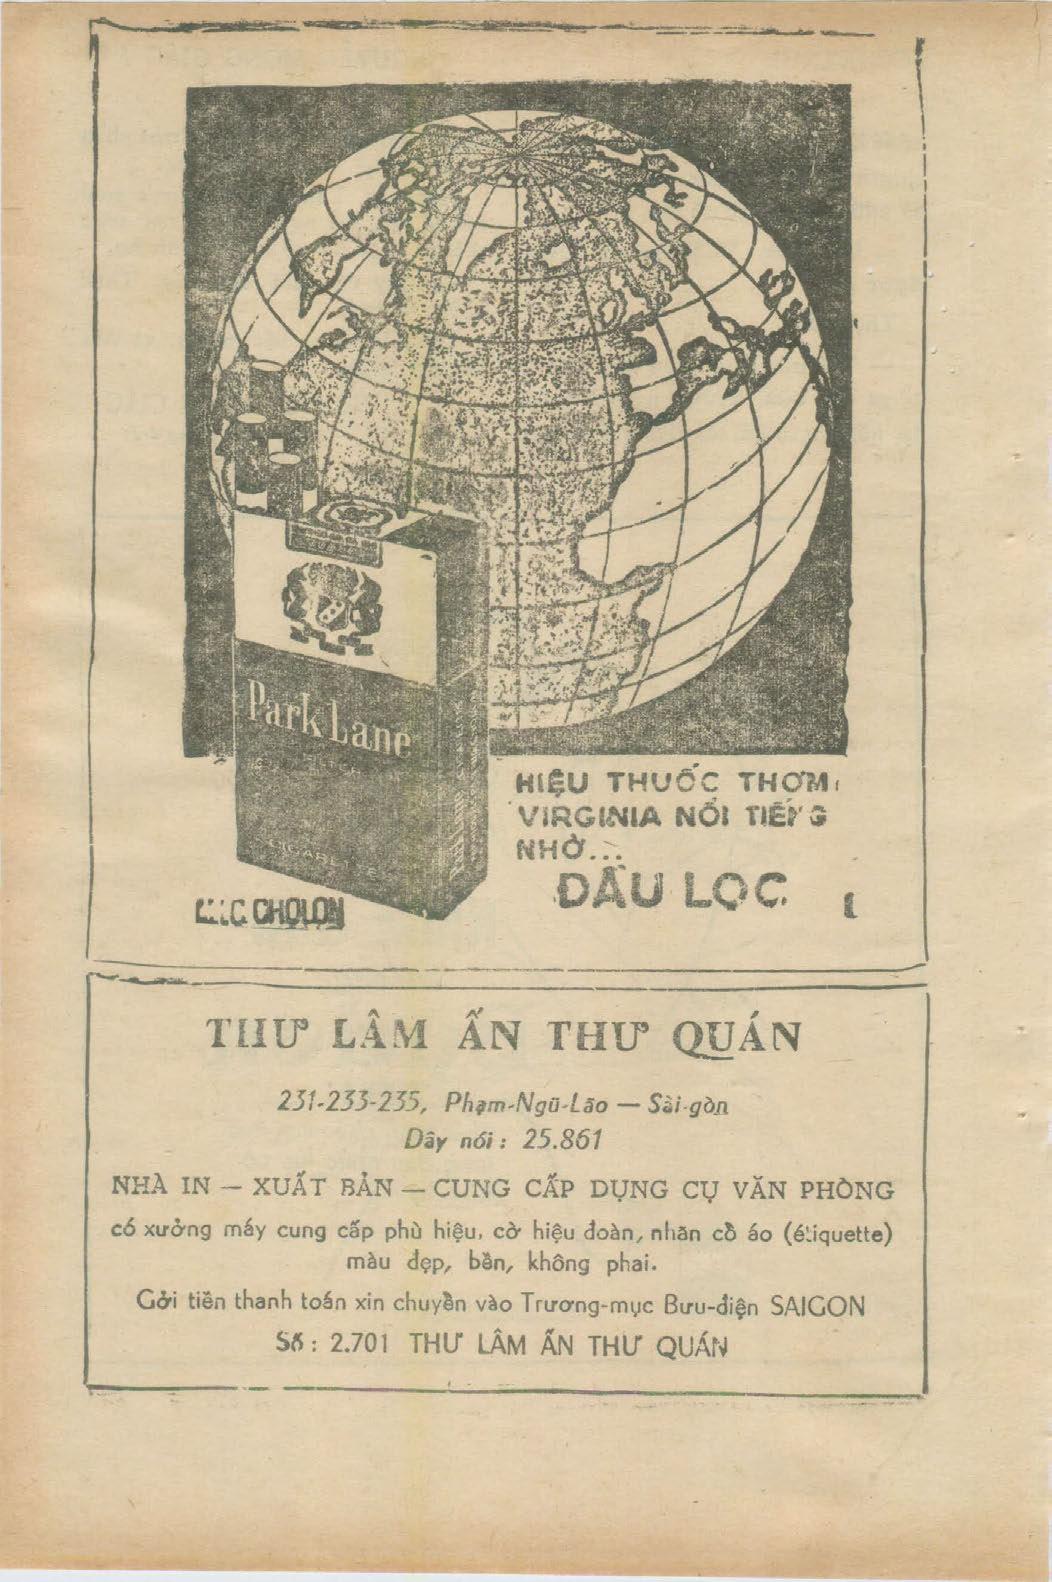 Park Lane
CIGARETTES
HIỆU THUỐC THƠM
VIRGINIA NỔI TIẾNG
NHỜ...
ĐẦU LỌC
CHOLON
THƯ LÂM ẤN THƯ QUÁN
231-233-235, Phạm-Ngũ-Lão — Sài-gòn
Dây nói : 25.861
NHÀ IN — XUẤT BẢN — CUNG CẤP DỤNG CỤ VĂN PHÒNG
có xưởng máy cung cấp phù hiệu, cờ hiệu đoàn, nhãn cồ áo (étiquette)
màu đẹp, bền, không phai.
Gởi tiền thanh toán xin chuyền vào Trương-mục Bưu-điện SAIGON
Số : 2.701 THƯ LÂM ẤN THƯ QUÁN